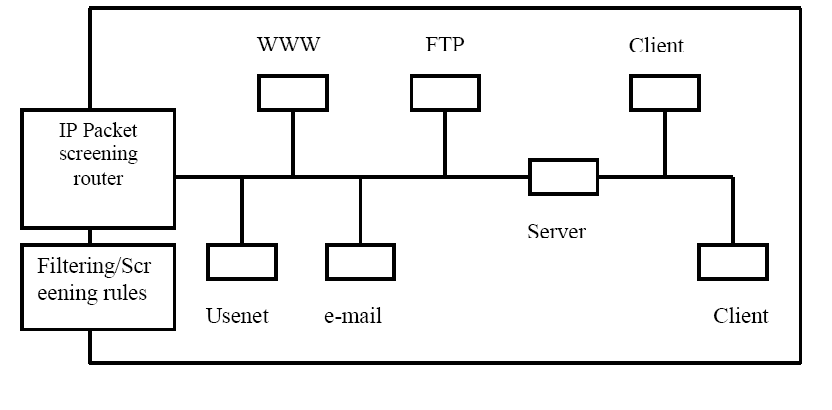 WWW
FTP
Client
IP Packet
screening
router
Server
Filtering/Scr
eening rules
Usenet
e-mail
Client